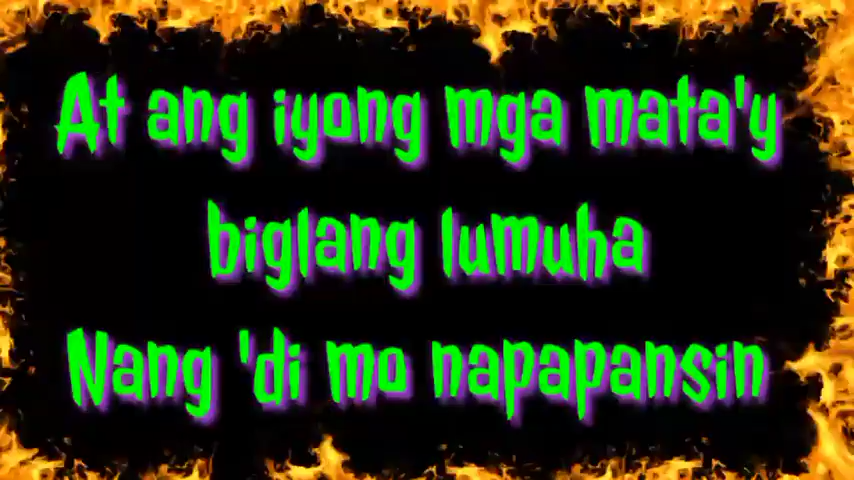 At ang iyong mga mata'y
biglang lumuha
Nang 'di mo napapansin